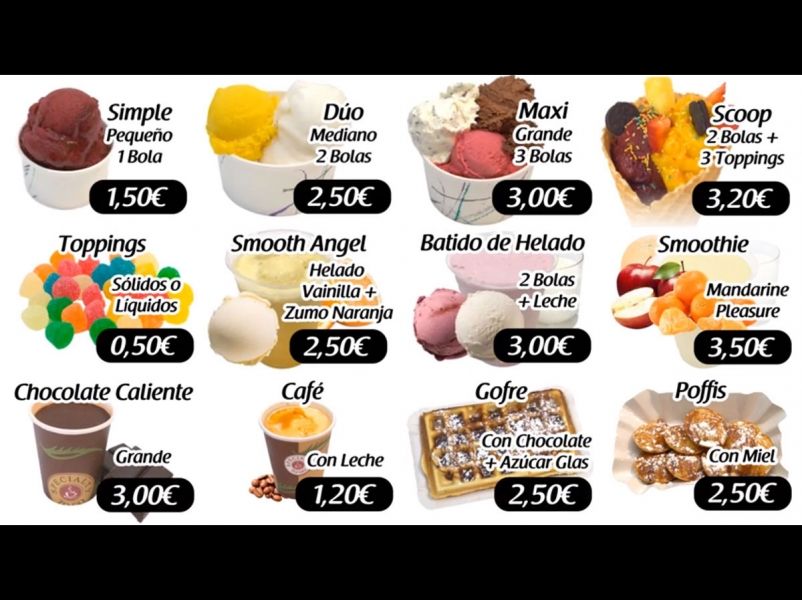 Simple
Pequeño
1 Bola
1,50€
Dúo
Mediano
2 Bolas
2,50€
Maxi
Grande
3 Bolas
3,00€
Scoop
2 Bolas +
3 Toppings
3,20€
Toppings
Sólidos o
Líquidos
0,50€
Smooth Angel
Helado
Vainilla +
Zumo Naranja
2,50€
Batido de Helado
2 Bolas
+ Leche
3,00€
Smoothie
Mandarine
Pleasure
3,50€
Chocolate Caliente
Grande
3,00€
Café
Con Leche
1,20€
Gofre
Con Chocolate
+ Azúcar Glas
2,50€
Poffis
Con Miel
2,50€